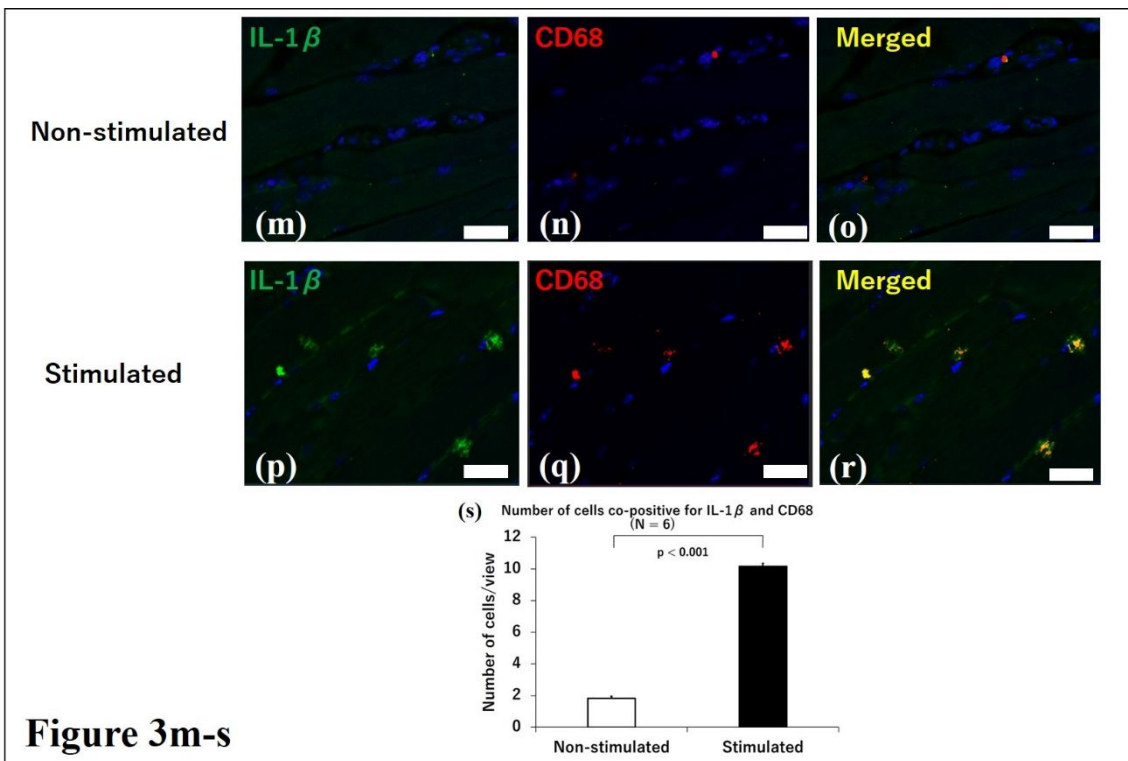 IL-1β
CD68
Merged
Non-stimulated
(m)
(n)
(o)
IL-1β
CD68
Merged
Stimulated
(p)
(q)
(r)
(s) Number of cells co-positive for IL-1β and CD68
(N = 6)
p < 0.001
Number of cells/view
12
10
8
6
4
2
0
Non-stimulated
Stimulated
Figure 3m-s